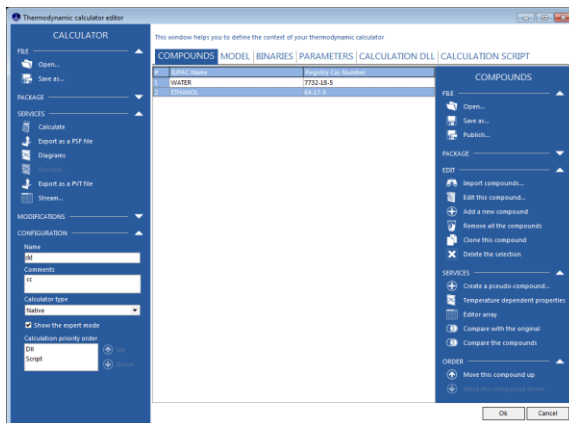 Thermodynamic calculator editor
CALCULATOR
FILE
Open...
Save as...
PACKAGE
SERVICES
Calculate
Export as a PSF file
Diagrams
Residue...
Export as a PVT file
Stream...
MODIFICATIONS
CONFIGURATION
Name
dd
Comments
cc
Calculator type
Native
Show the expert mode
Calculation priority order
Dll
Script
Up
Down
This window helps you to define the context of your thermodynamic calculator
COMPOUNDS MODEL BINARIES PARAMETERS CALCULATION DLL CALCULATION SCRIPT
# IUPAC Name Registry Cas Number
1 WATER 7732-18-5
2 ETHANOL 64-17-5
COMPOUNDS
FILE
Open...
Save as...
Publish...
PACKAGE
EDIT
Import compounds...
Edit this compound...
Add a new compound
Remove all the compounds
Clone this compound
Delete the selection
SERVICES
Create a pseudo-compound...
Temperature dependent properties
Editor array
Compare with the original
Compare the compounds
ORDER
Move this compound up
Move this compound down
Ok Cancel